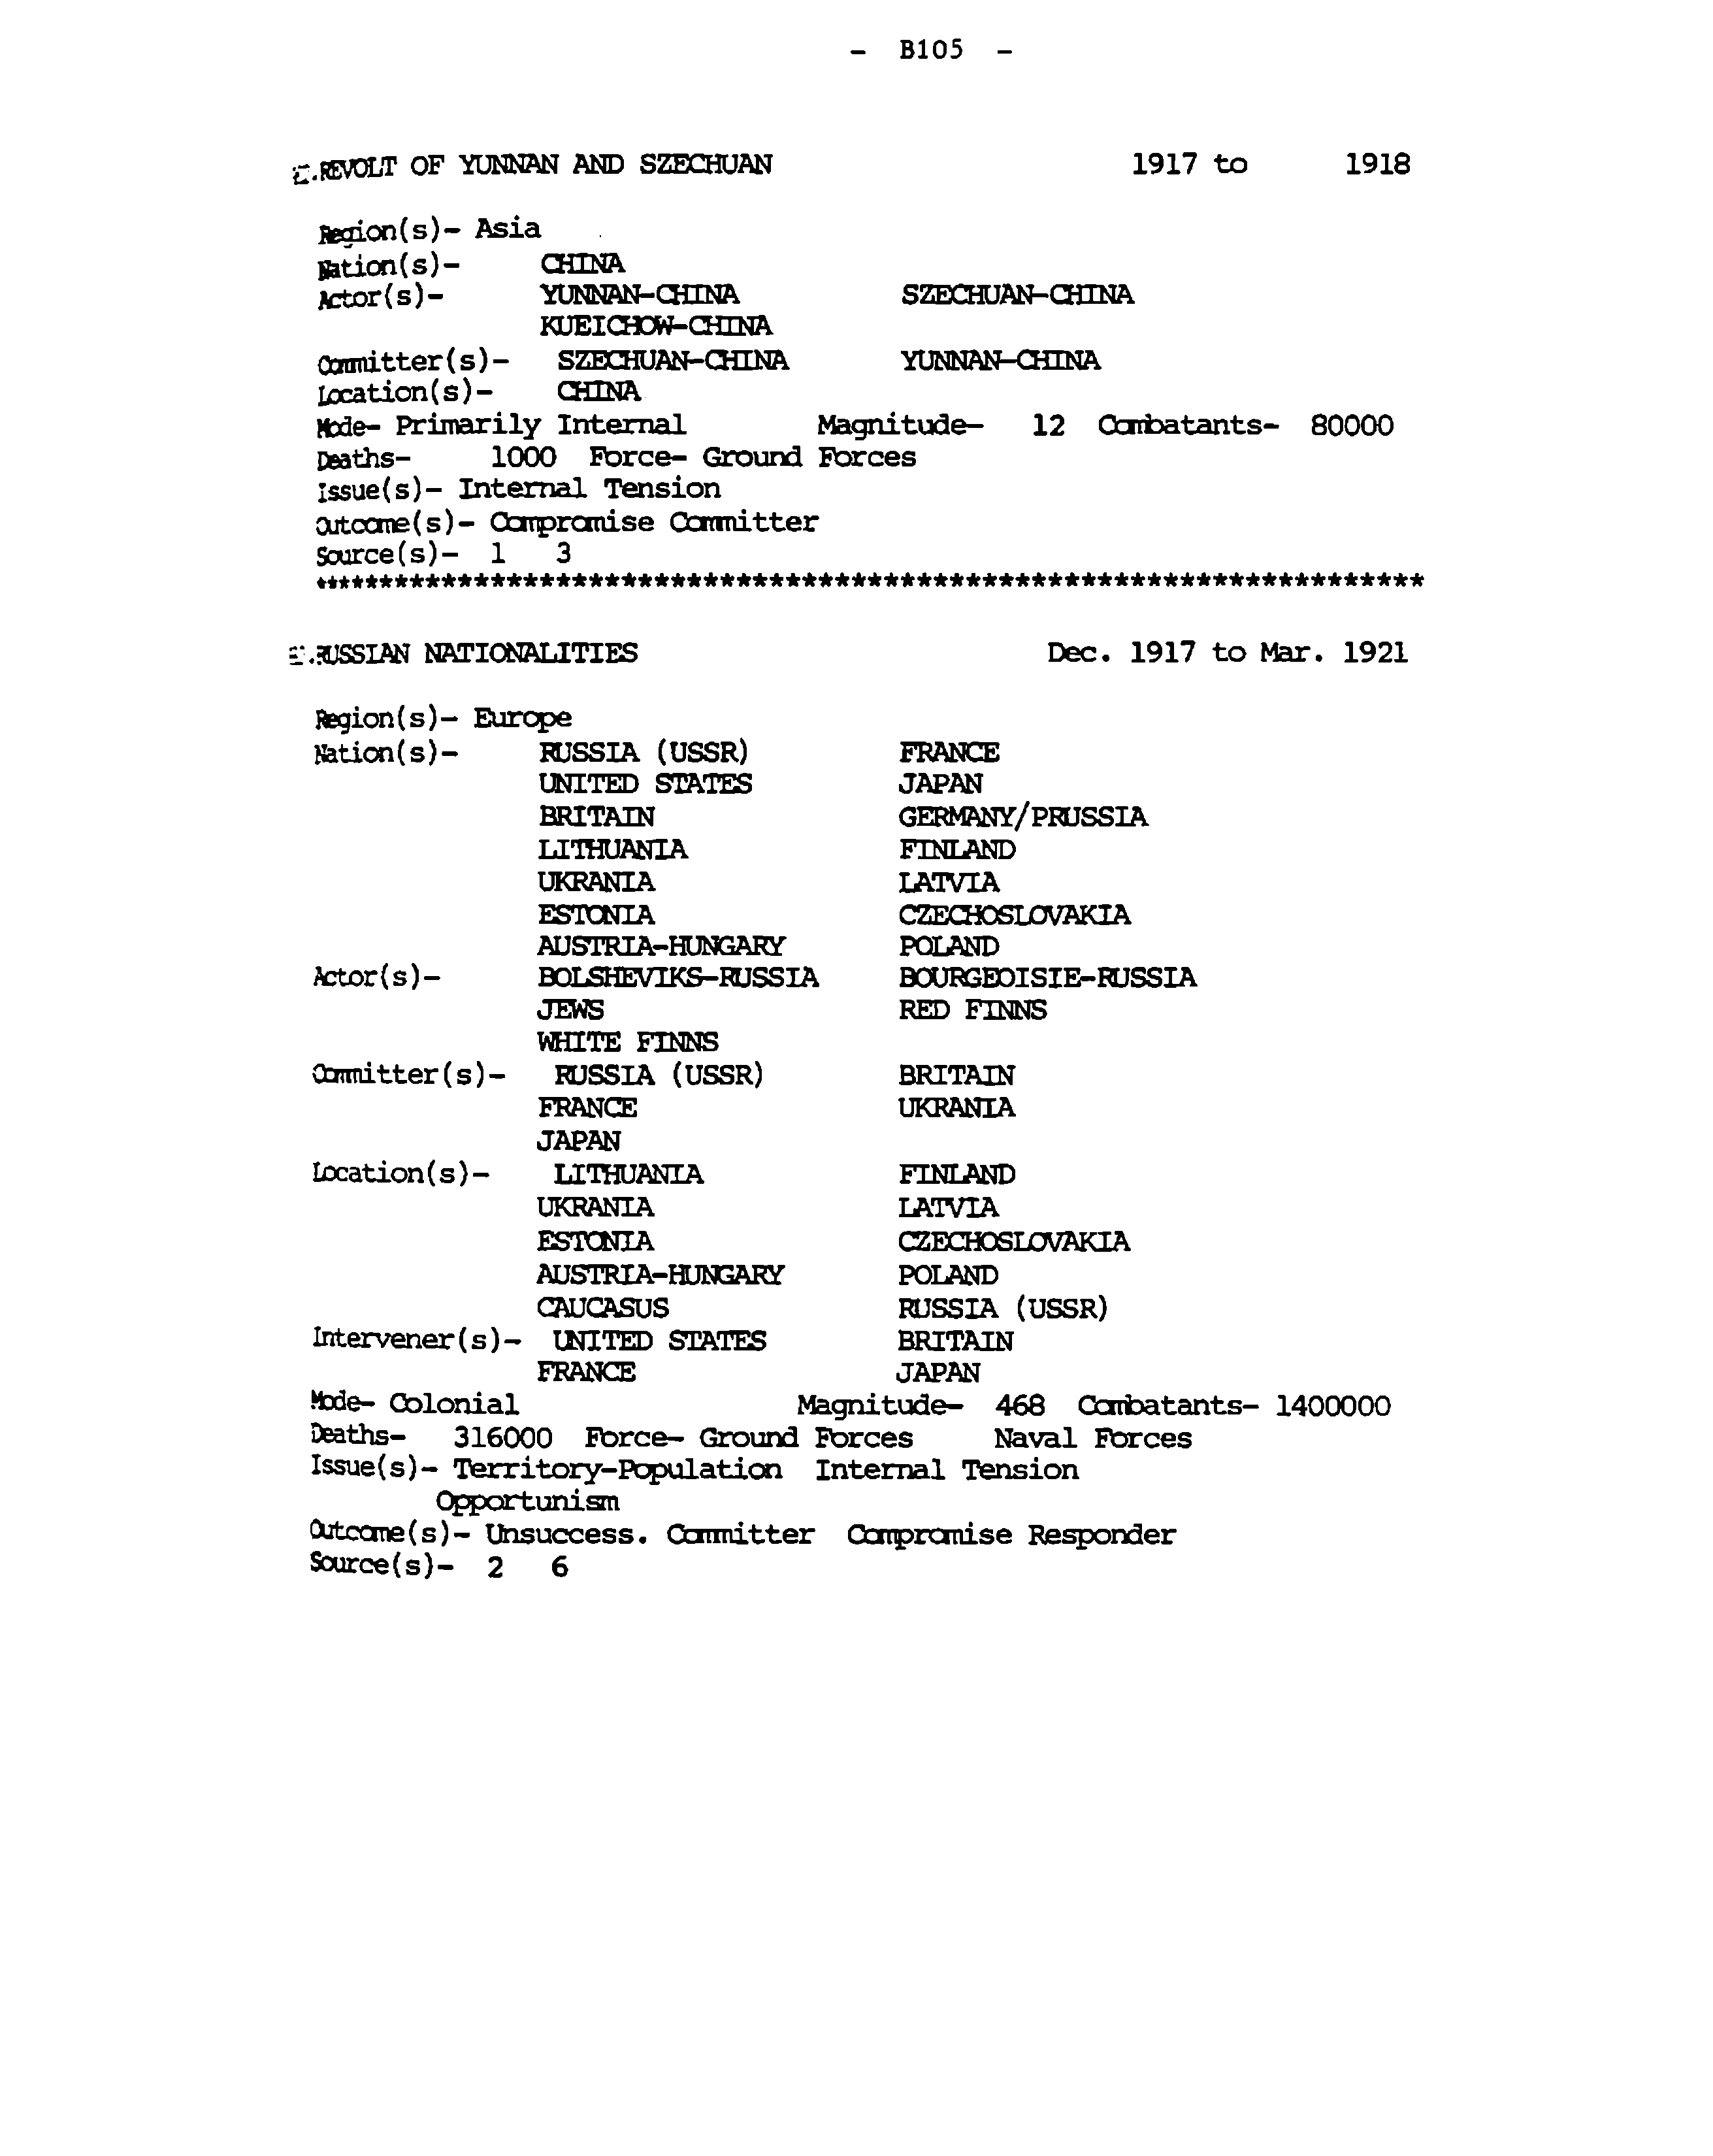 - B105 -
REVOLT OF YUNNAN AND SZECHUAN 1917 to 1918
Region(s)- Asia
Nation(s)- CHINA
Actor(s)- YUNNAN-CHINA SZECHUAN-CHINA
KUEICHOW-CHINA
Committer(s)- SZECHUAN-CHINA YUNNAN-CHINA
Location(s)- CHINA
Mode- Primarily Internal Magnitude- 12 Combatants- 80000
Deaths- 1000 Force- Ground Forces
Issue(s)- Internal Tension
Outcome(s)- Compromise Committer
Source(s)- 1 3
********************************************************************
RUSSIAN NATIONALITIES Dec. 1917 to Mar. 1921
Region(s)- Europe
Nation(s)- RUSSIA (USSR) FRANCE
UNITED STATES JAPAN
BRITAIN GERMANY/PRUSSIA
LITHUANIA FINLAND
UKRANIA LATVIA
ESTONIA CZECHOSLOVAKIA
AUSTRIA-HUNGARY POLAND
Actor(s)- BOLSHEVIKS-RUSSIA BOURGEOISIE-RUSSIA
JEWS RED FINNS
WHITE FINNS
Committer(s)- RUSSIA (USSR) BRITAIN
FRANCE UKRANIA
JAPAN
Location(s)- LITHUANIA FINLAND
UKRANIA LATVIA
ESTONIA CZECHOSLOVAKIA
AUSTRIA-HUNGARY POLAND
CAUCASUS RUSSIA (USSR)
Intervener(s)- UNITED STATES BRITAIN
FRANCE JAPAN
Mode- Colonial Magnitude- 468 Combatants- 1400000
Deaths- 316000 Force- Ground Forces Naval Forces
Issue(s)- Territory-Population Internal Tension
Opportunism
Outcome(s)- Unsuccess. Committer Compromise Responder
Source(s)- 2 6